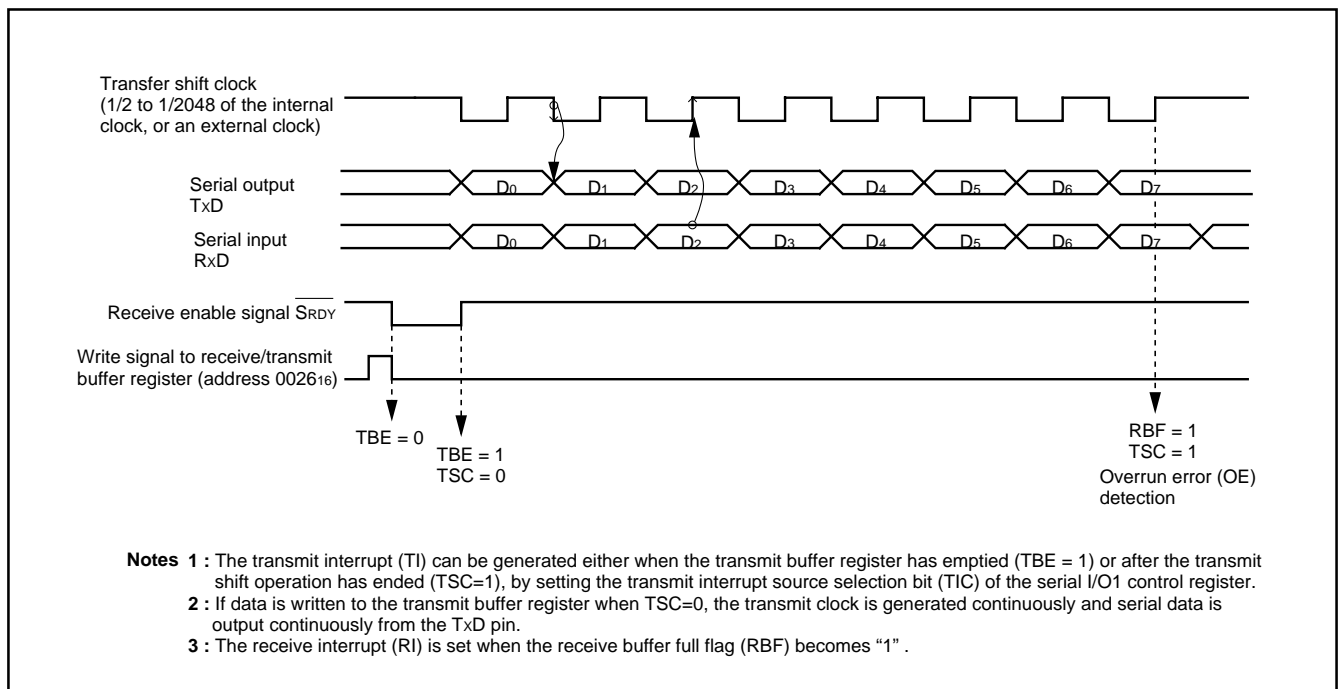 Transfer shift clock
(1/2 to 1/2048 of the internal
clock, or an external clock)
Serial output
TxD
D0 D1 D2 D3 D4 D5 D6 D7
Serial input
RxD
D0 D1 D2 D3 D4 D5 D6 D7
Receive enable signal SRDY
Write signal to receive/transmit
buffer register (address 002616)
TBE = 0
TBE = 1
TSC = 0
RBF = 1
TSC = 1
Overrun error (OE)
detection
Notes 1 : The transmit interrupt (TI) can be generated either when the transmit buffer register has emptied (TBE = 1) or after the transmit
shift operation has ended (TSC=1), by setting the transmit interrupt source selection bit (TIC) of the serial I/O1 control register.
2 : If data is written to the transmit buffer register when TSC=0, the transmit clock is generated continuously and serial data is
output continuously from the TxD pin.
3 : The receive interrupt (RI) is set when the receive buffer full flag (RBF) becomes “1” .